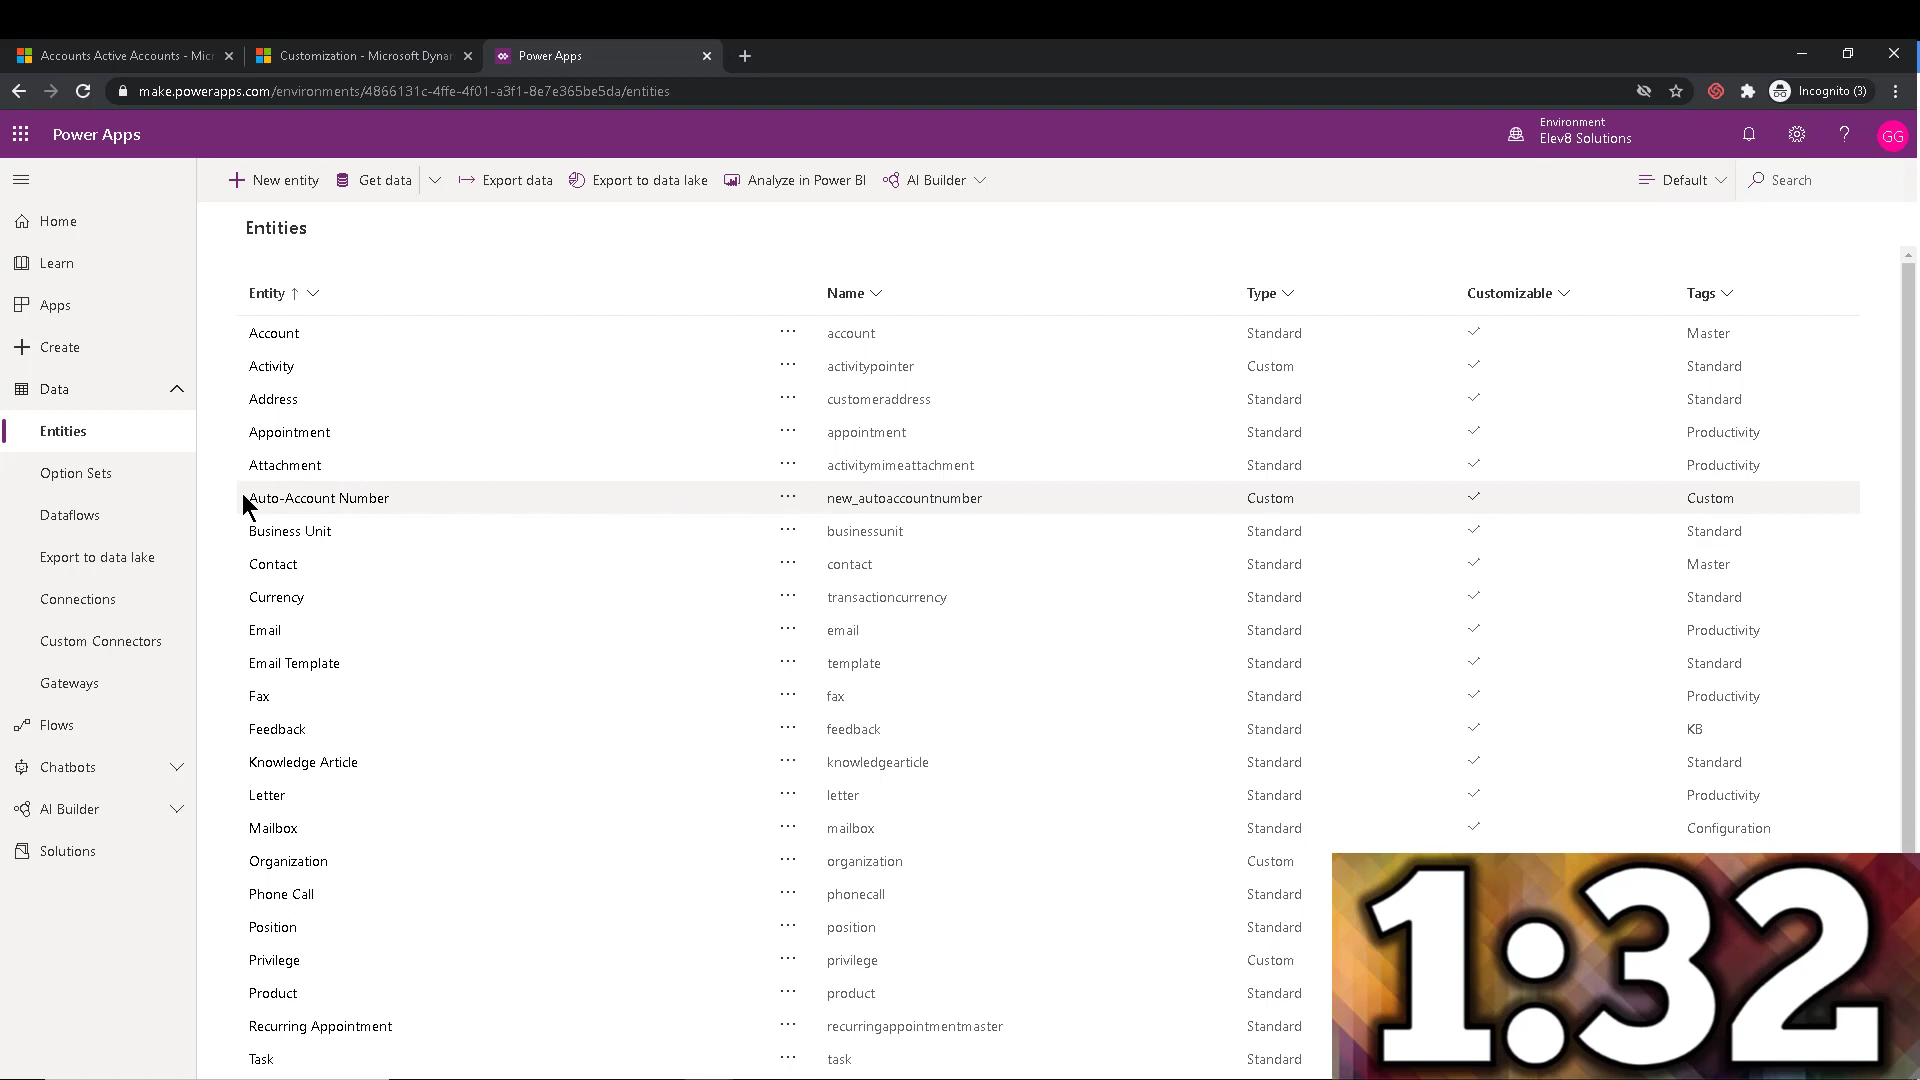 Accounts Active Accounts - Micr
Customization - Microsoft Dynar
Power Apps
make.powerapps.com/environments/4866131c-4ffe-4f01-a3f1-8e7e365be5da/entities
Incognito (3)
Power Apps
Environment
Elev8 Solutions
GG
New entity
Get data
Export data
Export to data lake
Analyze in Power BI
AI Builder
Default
Search
Home
Learn
Apps
Create
Data
Entities
Option Sets
Dataflows
Export to data lake
Connections
Custom Connectors
Gateways
Flows
Chatbots
AI Builder
Solutions
Entities
Entity ↑ Name Type Customizable Tags
Account ... account Standard ✓ Master
Activity ... activitypointer Custom ✓ Standard
Address ... customeraddress Standard ✓ Standard
Appointment ... appointment Standard ✓ Productivity
Attachment ... activitymimeattachment Standard ✓ Productivity
Auto-Account Number ... new_autoaccountnumber Custom ✓ Custom
Business Unit ... businessunit Standard ✓ Standard
Contact ... contact Standard ✓ Master
Currency ... transactioncurrency Standard ✓ Standard
Email ... email Standard ✓ Productivity
Email Template ... template Standard ✓ Standard
Fax ... fax Standard ✓ Productivity
Feedback ... feedback Standard ✓ KB
Knowledge Article ... knowledgearticle Standard ✓ Standard
Letter ... letter Standard ✓ Productivity
Mailbox ... mailbox Standard ✓ Configuration
Organization ... organization Custom
Phone Call ... phonecall Standard
Position ... position Standard
Privilege ... privilege Custom
Product ... product Standard
Recurring Appointment ... recurringappointmentmaster Standard
Task ... task Standard
1:32